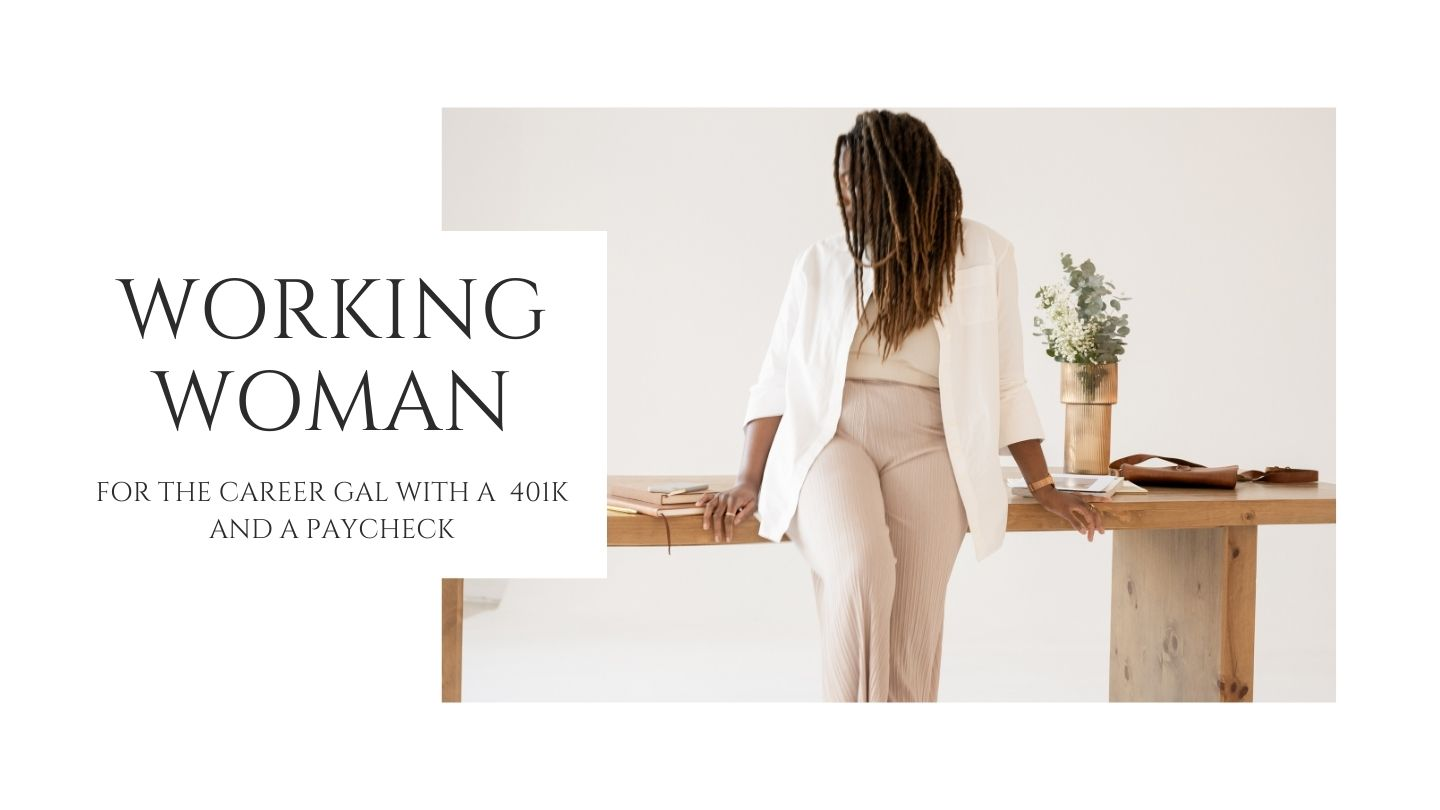 WORKING
WOMAN
FOR THE CAREER GAL WITH A 401K
AND A PAYCHECK